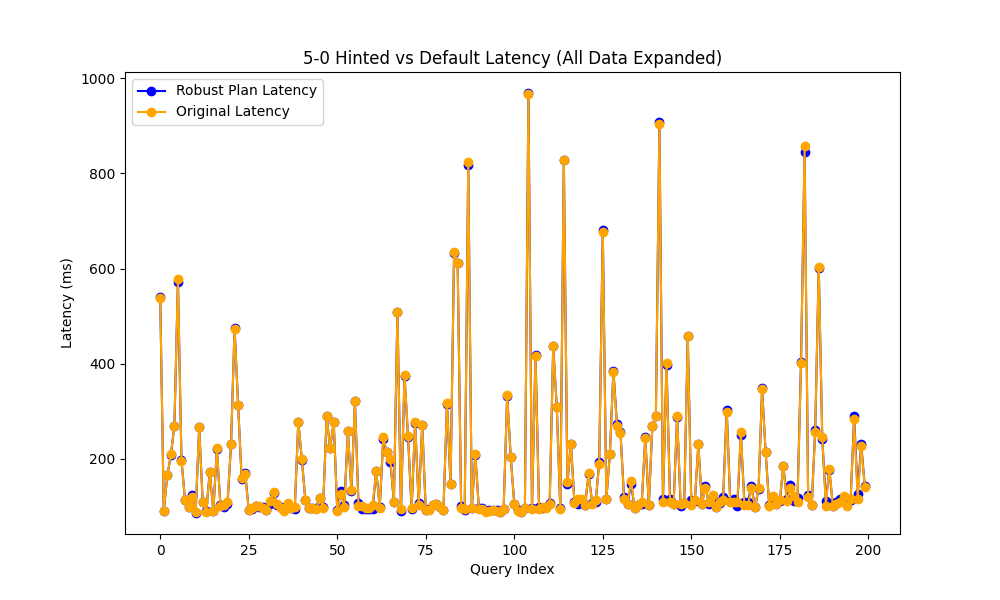 5-0 Hinted vs Default Latency (All Data Expanded)
Robust Plan Latency
Original Latency
1000
800
600
400
200
Latency (ms)
0 25 50 75 100 125 150 175 200
Query Index